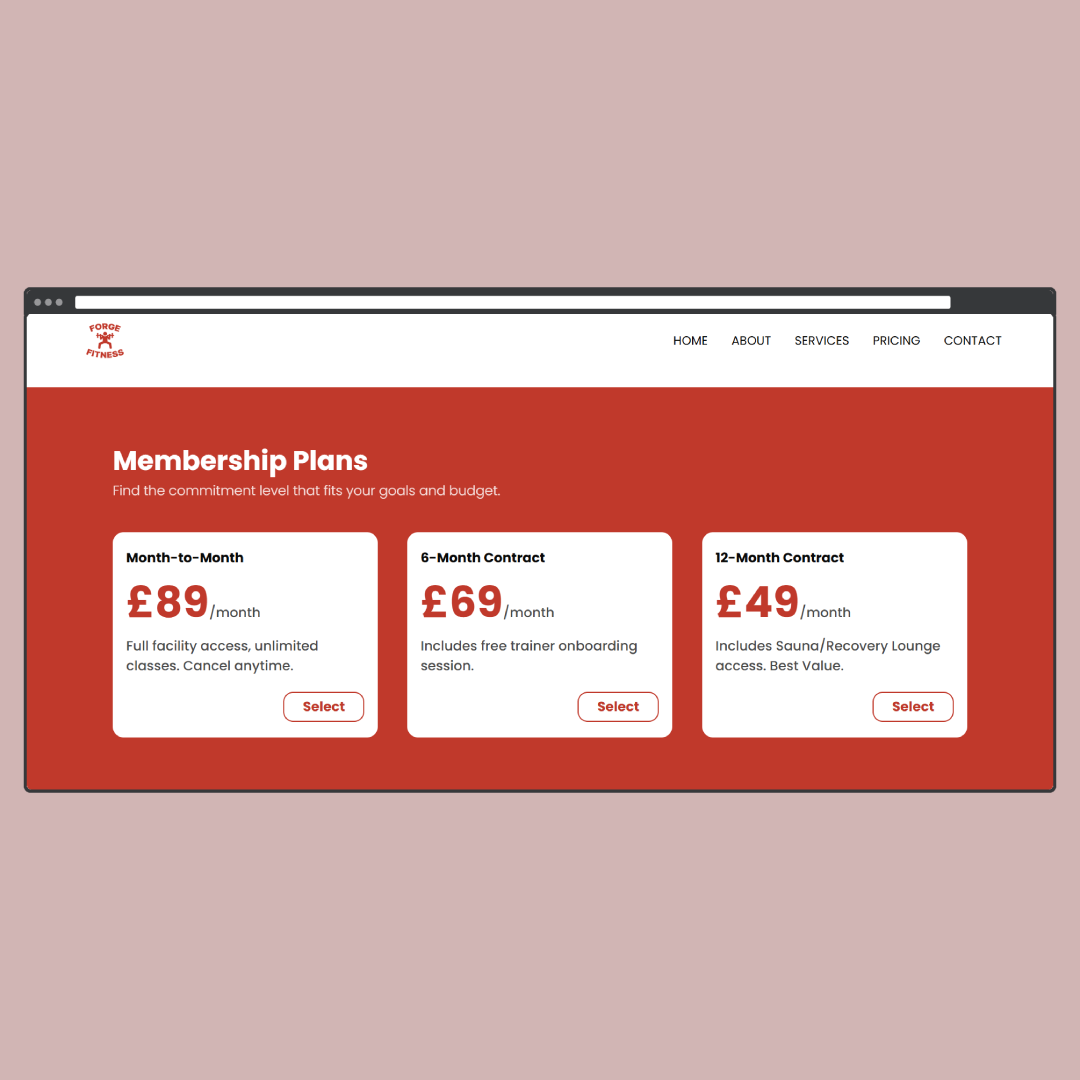 FORGE
FITNESS
HOME ABOUT SERVICES PRICING CONTACT
Membership Plans
Find the commitment level that fits your goals and budget.
Month-to-Month
£89/month
Full facility access, unlimited
classes. Cancel anytime.
Select
6-Month Contract
£69/month
Includes free trainer onboarding
session.
Select
12-Month Contract
£49/month
Includes Sauna/Recovery Lounge
access. Best Value.
Select